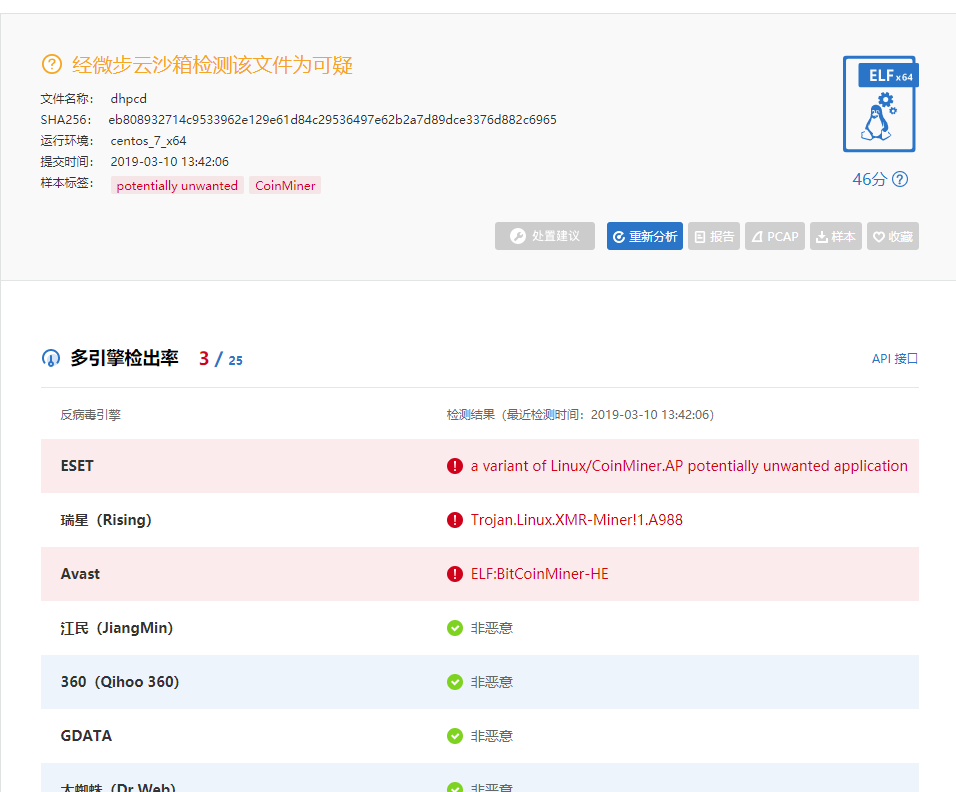 经微步云沙箱检测该文件为可疑
文件名称： dhpcd
SHA256： eb808932714c9533962e129e61d84c29536497e62b2a7d89dce3376d882c6965
运行环境： centos_7_x64
提交时间： 2019-03-10 13:42:06
样本标签： potentially unwanted CoinMiner
ELF x64
46分
处置建议 重新分析 报告 PCAP 样本 收藏
多引擎检出率 3 / 25 API 接口
反病毒引擎 检测结果（最近检测时间：2019-03-10 13:42:06）
ESET a variant of Linux/CoinMiner.AP potentially unwanted application
瑞星（Rising） Trojan.Linux.XMR-Miner!1.A988
Avast ELF:BitCoinMiner-HE
江民（JiangMin） 非恶意
360（Qihoo 360） 非恶意
GDATA 非恶意
大蜘蛛（Dr.Web） 非恶意